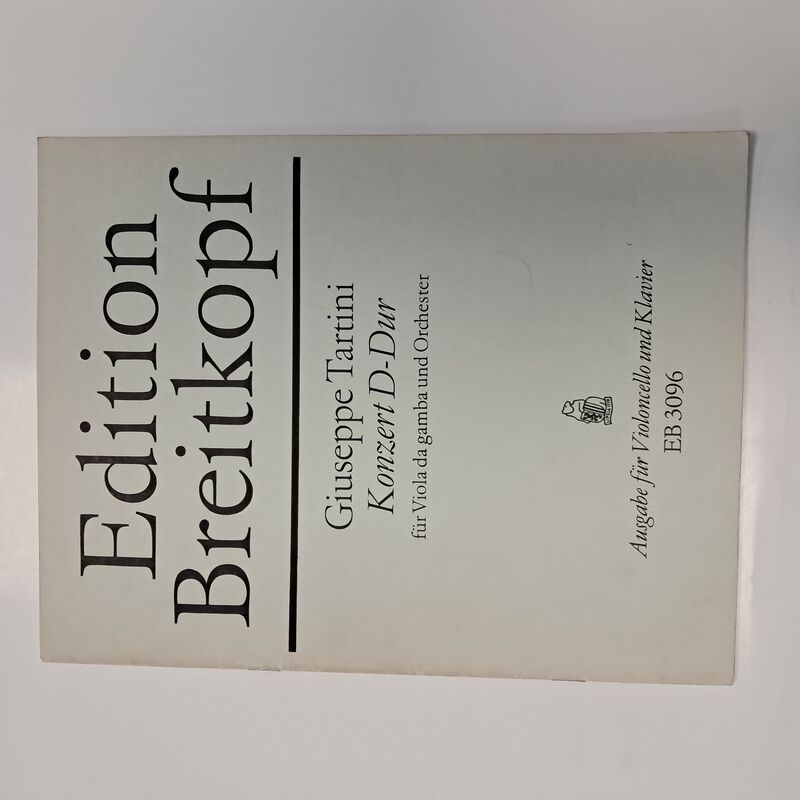 Edition
Breitkopf
Giuseppe Tartini
Konzert D-Dur
für Viola da gamba und Orchester
Ausgabe für Violoncello und Klavier
EB 3096